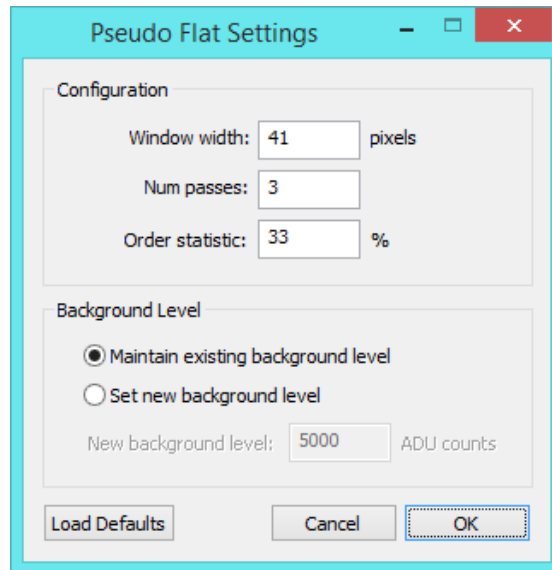 Pseudo Flat Settings
Configuration
Window width: 41 pixels
Num passes: 3
Order statistic: 33 %
Background Level
Maintain existing background level
Set new background level
New background level: 5000 ADU counts
Load Defaults Cancel OK